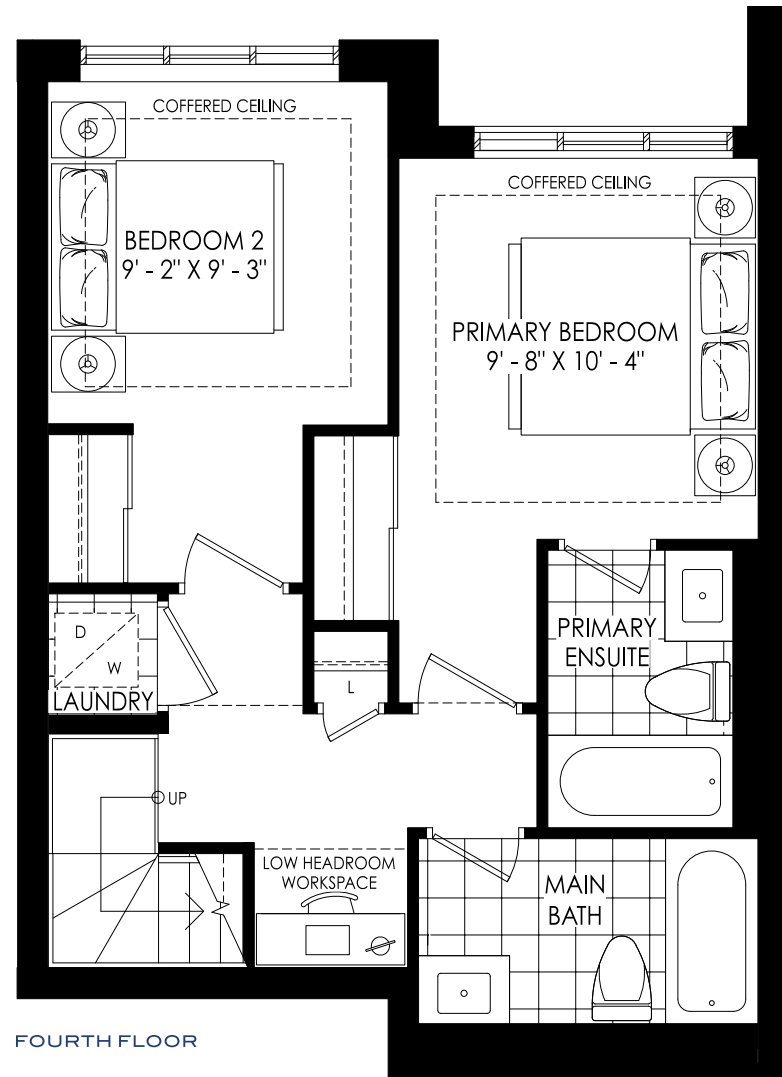 COFFERED CEILING
BEDROOM 2
9' - 2" X 9' - 3"
COFFERED CEILING
PRIMARY BEDROOM
9' - 8" X 10' - 4"
D
W
LAUNDRY
L
PRIMARY
ENSUITE
UP
LOW HEADROOM
WORKSPACE
MAIN
BATH
FOURTH FLOOR